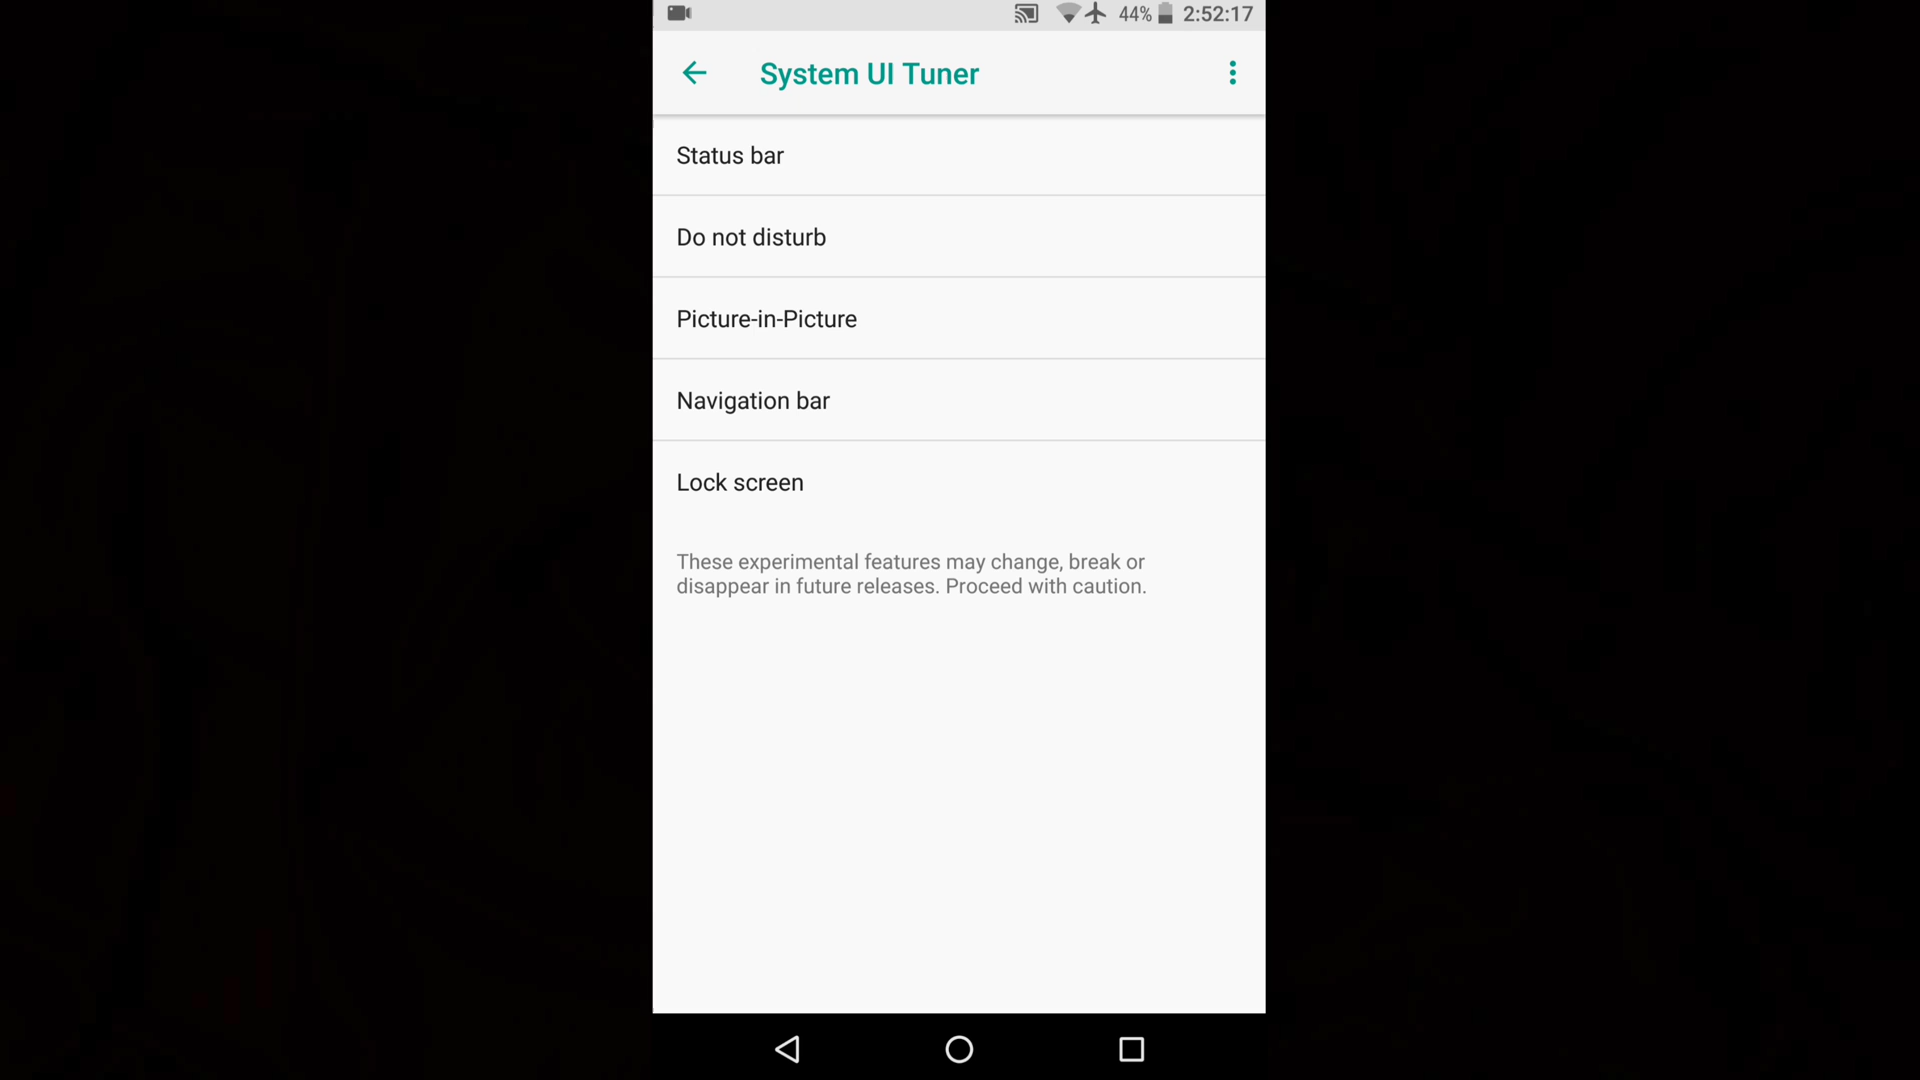 44% 2:52:17
System UI Tuner
Status bar
Do not disturb
Picture-in-Picture
Navigation bar
Lock screen
These experimental features may change, break or
disappear in future releases. Proceed with caution.